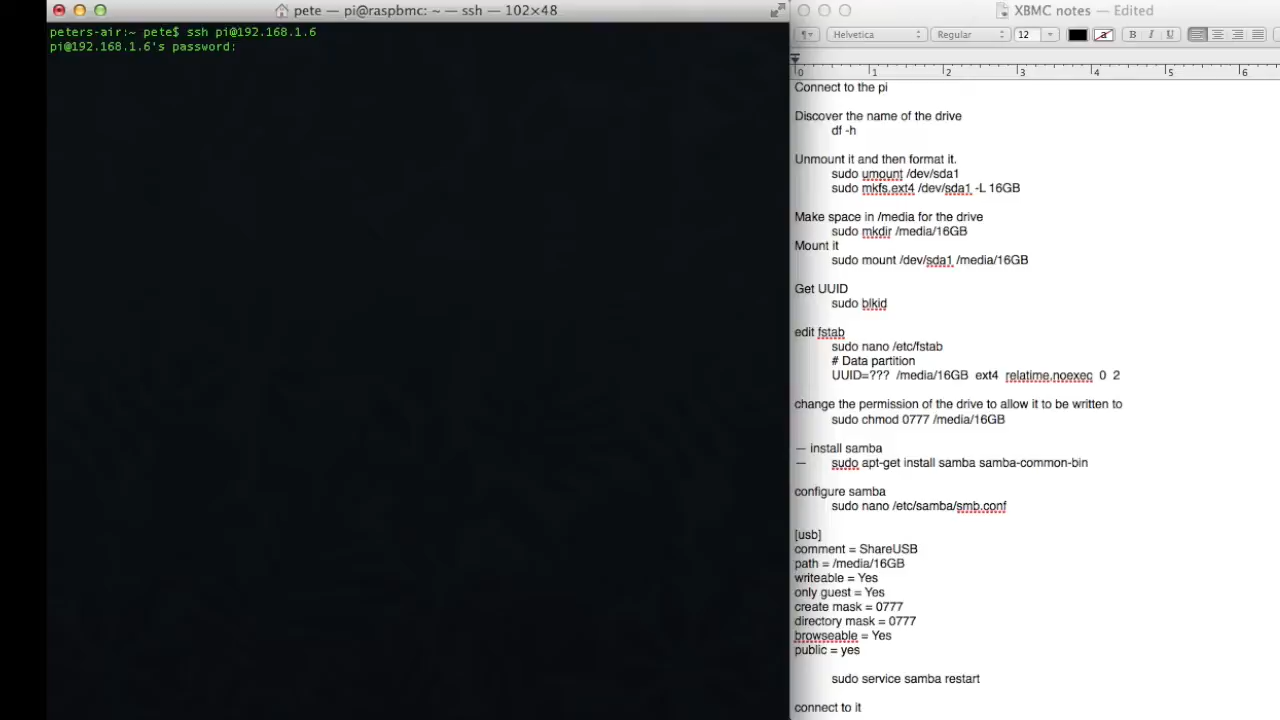 pete — pi@raspbmc: ~ — ssh — 102×48
peters-air:~ pete$ ssh pi@192.168.1.6
pi@192.168.1.6's password:
XBMC notes — Edited
Helvetica Regular 12 a B I U
0 1 2 3 4 5 6
Connect to the pi
Discover the name of the drive
df -h
Unmount it and then format it.
sudo umount /dev/sda1
sudo mkfs.ext4 /dev/sda1 -L 16GB
Make space in /media for the drive
sudo mkdir /media/16GB
Mount it
sudo mount /dev/sda1 /media/16GB
Get UUID
sudo blkid
edit fstab
sudo nano /etc/fstab
# Data partition
UUID=??? /media/16GB ext4 relatime,noexec 0 2
change the permission of the drive to allow it to be written to
sudo chmod 0777 /media/16GB
— install samba
— sudo apt-get install samba samba-common-bin
configure samba
sudo nano /etc/samba/smb.conf
[usb]
comment = ShareUSB
path = /media/16GB
writeable = Yes
only guest = Yes
create mask = 0777
directory mask = 0777
browseable = Yes
public = yes
sudo service samba restart
connect to it